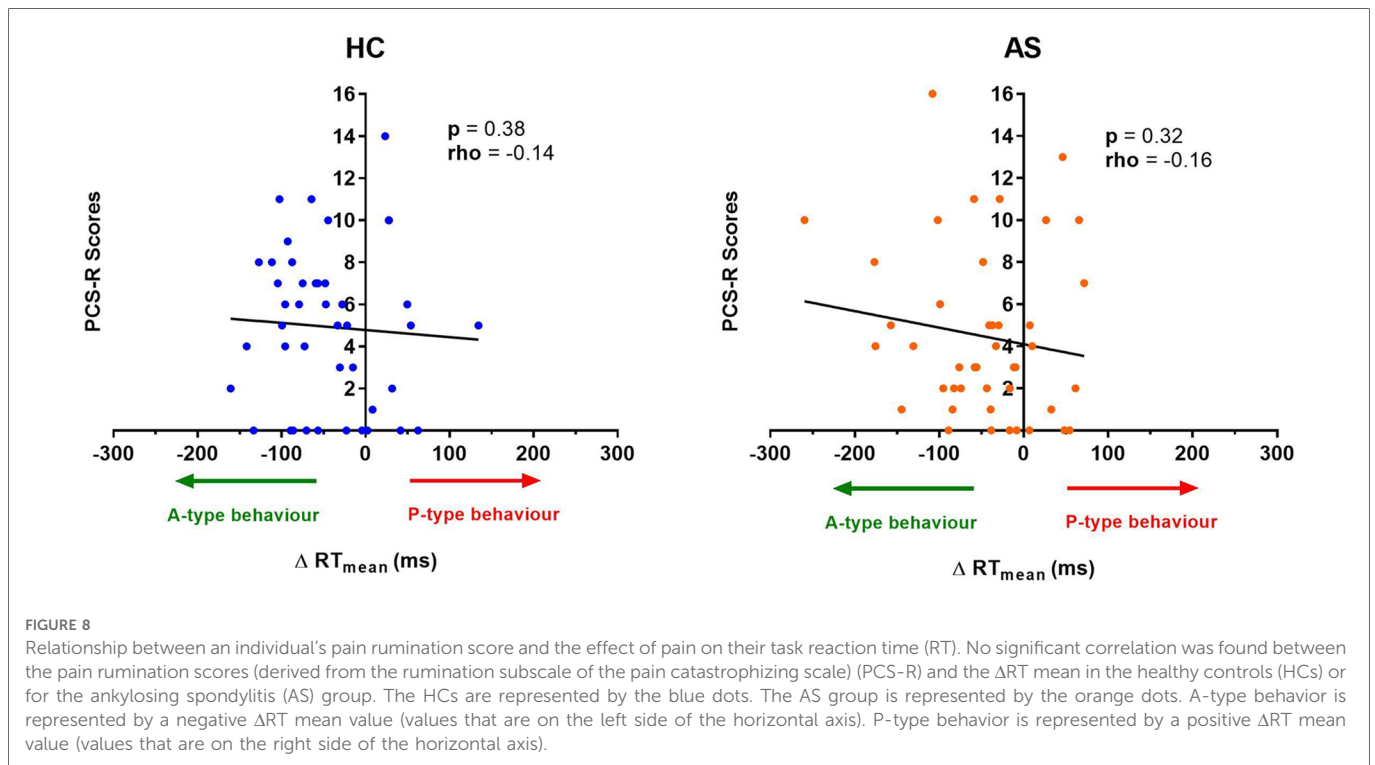 HC
PCS-R Scores
16
14
12
10
8
6
4
2
p = 0.38
rho = -0.14
-300 -200 -100 0 100 200 300
A-type behaviour P-type behaviour
Δ RTmean (ms)
AS
PCS-R Scores
16
14
12
10
8
6
4
2
p = 0.32
rho = -0.16
-300 -200 -100 0 100 200 300
A-type behaviour P-type behaviour
Δ RTmean (ms)
FIGURE 8
Relationship between an individual's pain rumination score and the effect of pain on their task reaction time (RT). No significant correlation was found between
the pain rumination scores (derived from the rumination subscale of the pain catastrophizing scale) (PCS-R) and the ΔRT mean in the healthy controls (HCs) or
for the ankylosing spondylitis (AS) group. The HCs are represented by the blue dots. The AS group is represented by the orange dots. A-type behavior is
represented by a negative ΔRT mean value (values that are on the left side of the horizontal axis). P-type behavior is represented by a positive ΔRT mean
value (values that are on the right side of the horizontal axis).